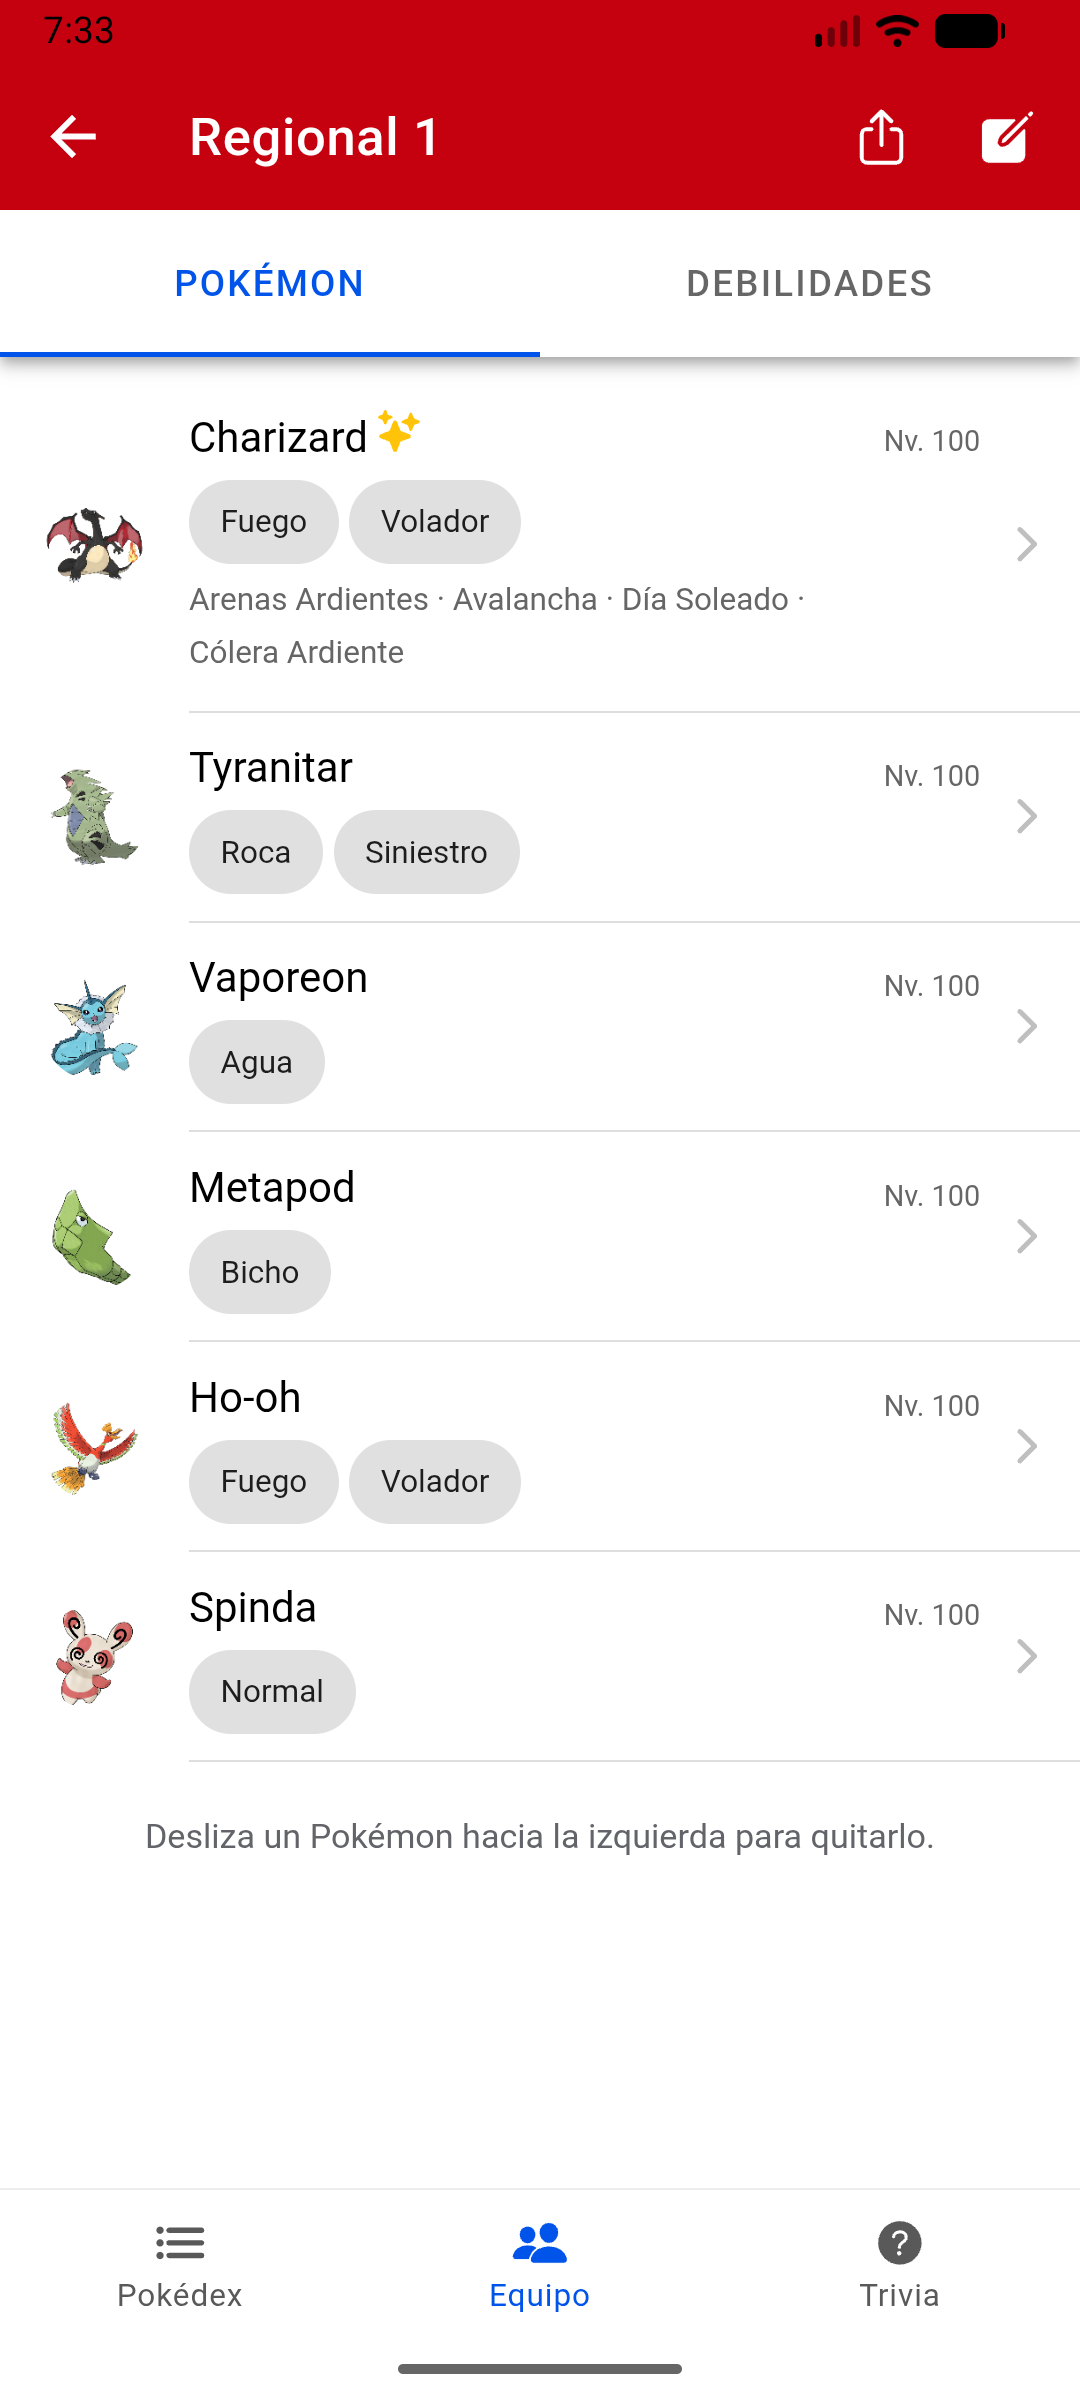 7:33
Regional 1
POKÉMON
DEBILIDADES
Charizard
Nv. 100
Fuego
Volador
Arenas Ardientes · Avalancha · Día Soleado ·
Cólera Ardiente
Tyranitar
Nv. 100
Roca
Siniestro
Vaporeon
Nv. 100
Agua
Metapod
Nv. 100
Bicho
Ho-oh
Nv. 100
Fuego
Volador
Spinda
Nv. 100
Normal
Desliza un Pokémon hacia la izquierda para quitarlo.
Pokédex
Equipo
Trivia